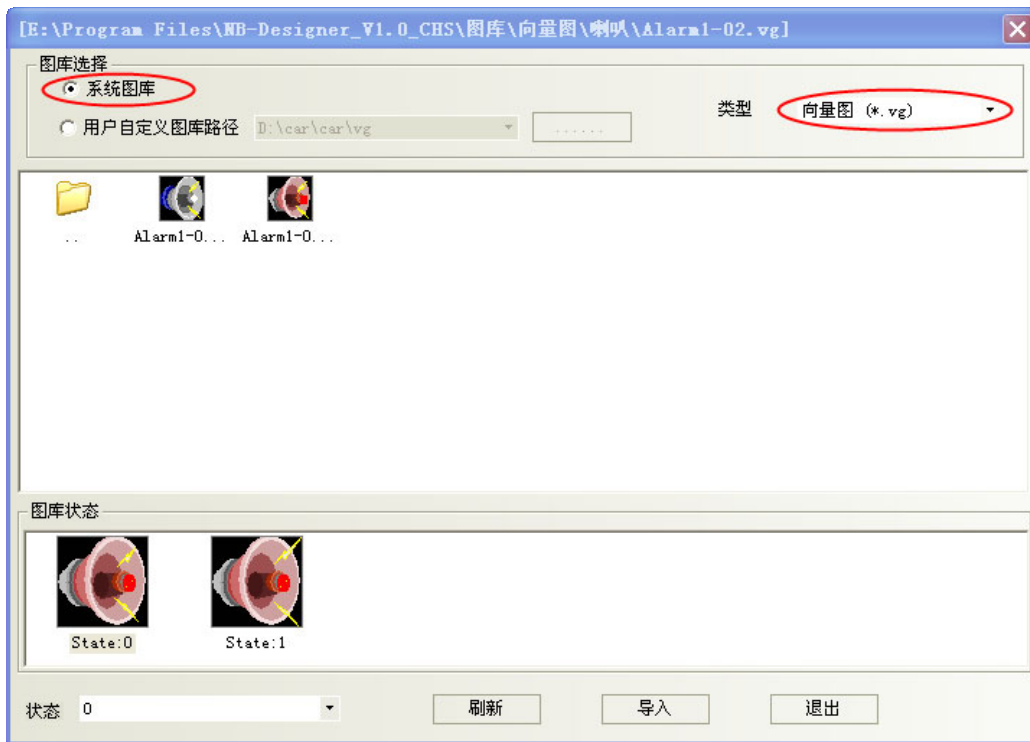 [E:\Program Files\NB-Designer_V1.0_CHS\图库\向量图\喇叭\Alarm1-02.vg]
图库选择
系统图库
用户自定义图库路径 D:\car\car\vg ......
类型 向量图 (*.vg)
.. Alarm1-0... Alarm1-0...
图库状态
State:0 State:1
状态 0 刷新 导入 退出